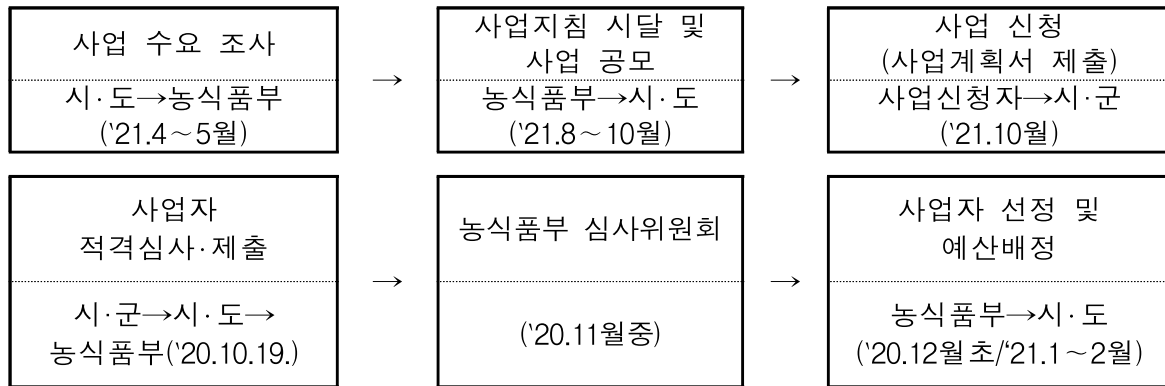 사업 수요 조사
시·도→농식품부
(‵21.4～5월)
→
사업지침 시달 및
사업 공모
농식품부→시·도
(‵21.8～10월)
→
사업 신청
(사업계획서 제출)
사업신청자→시·군
(‵21.10월)
사업자
적격심사·제출
시·군→시·도→
농식품부(‵20.10.19.)
→
농식품부 심사위원회
(‵20.11월중)
→
사업자 선정 및
예산배정
농식품부→시·도
(‵20.12월초/‘21.1～2월)